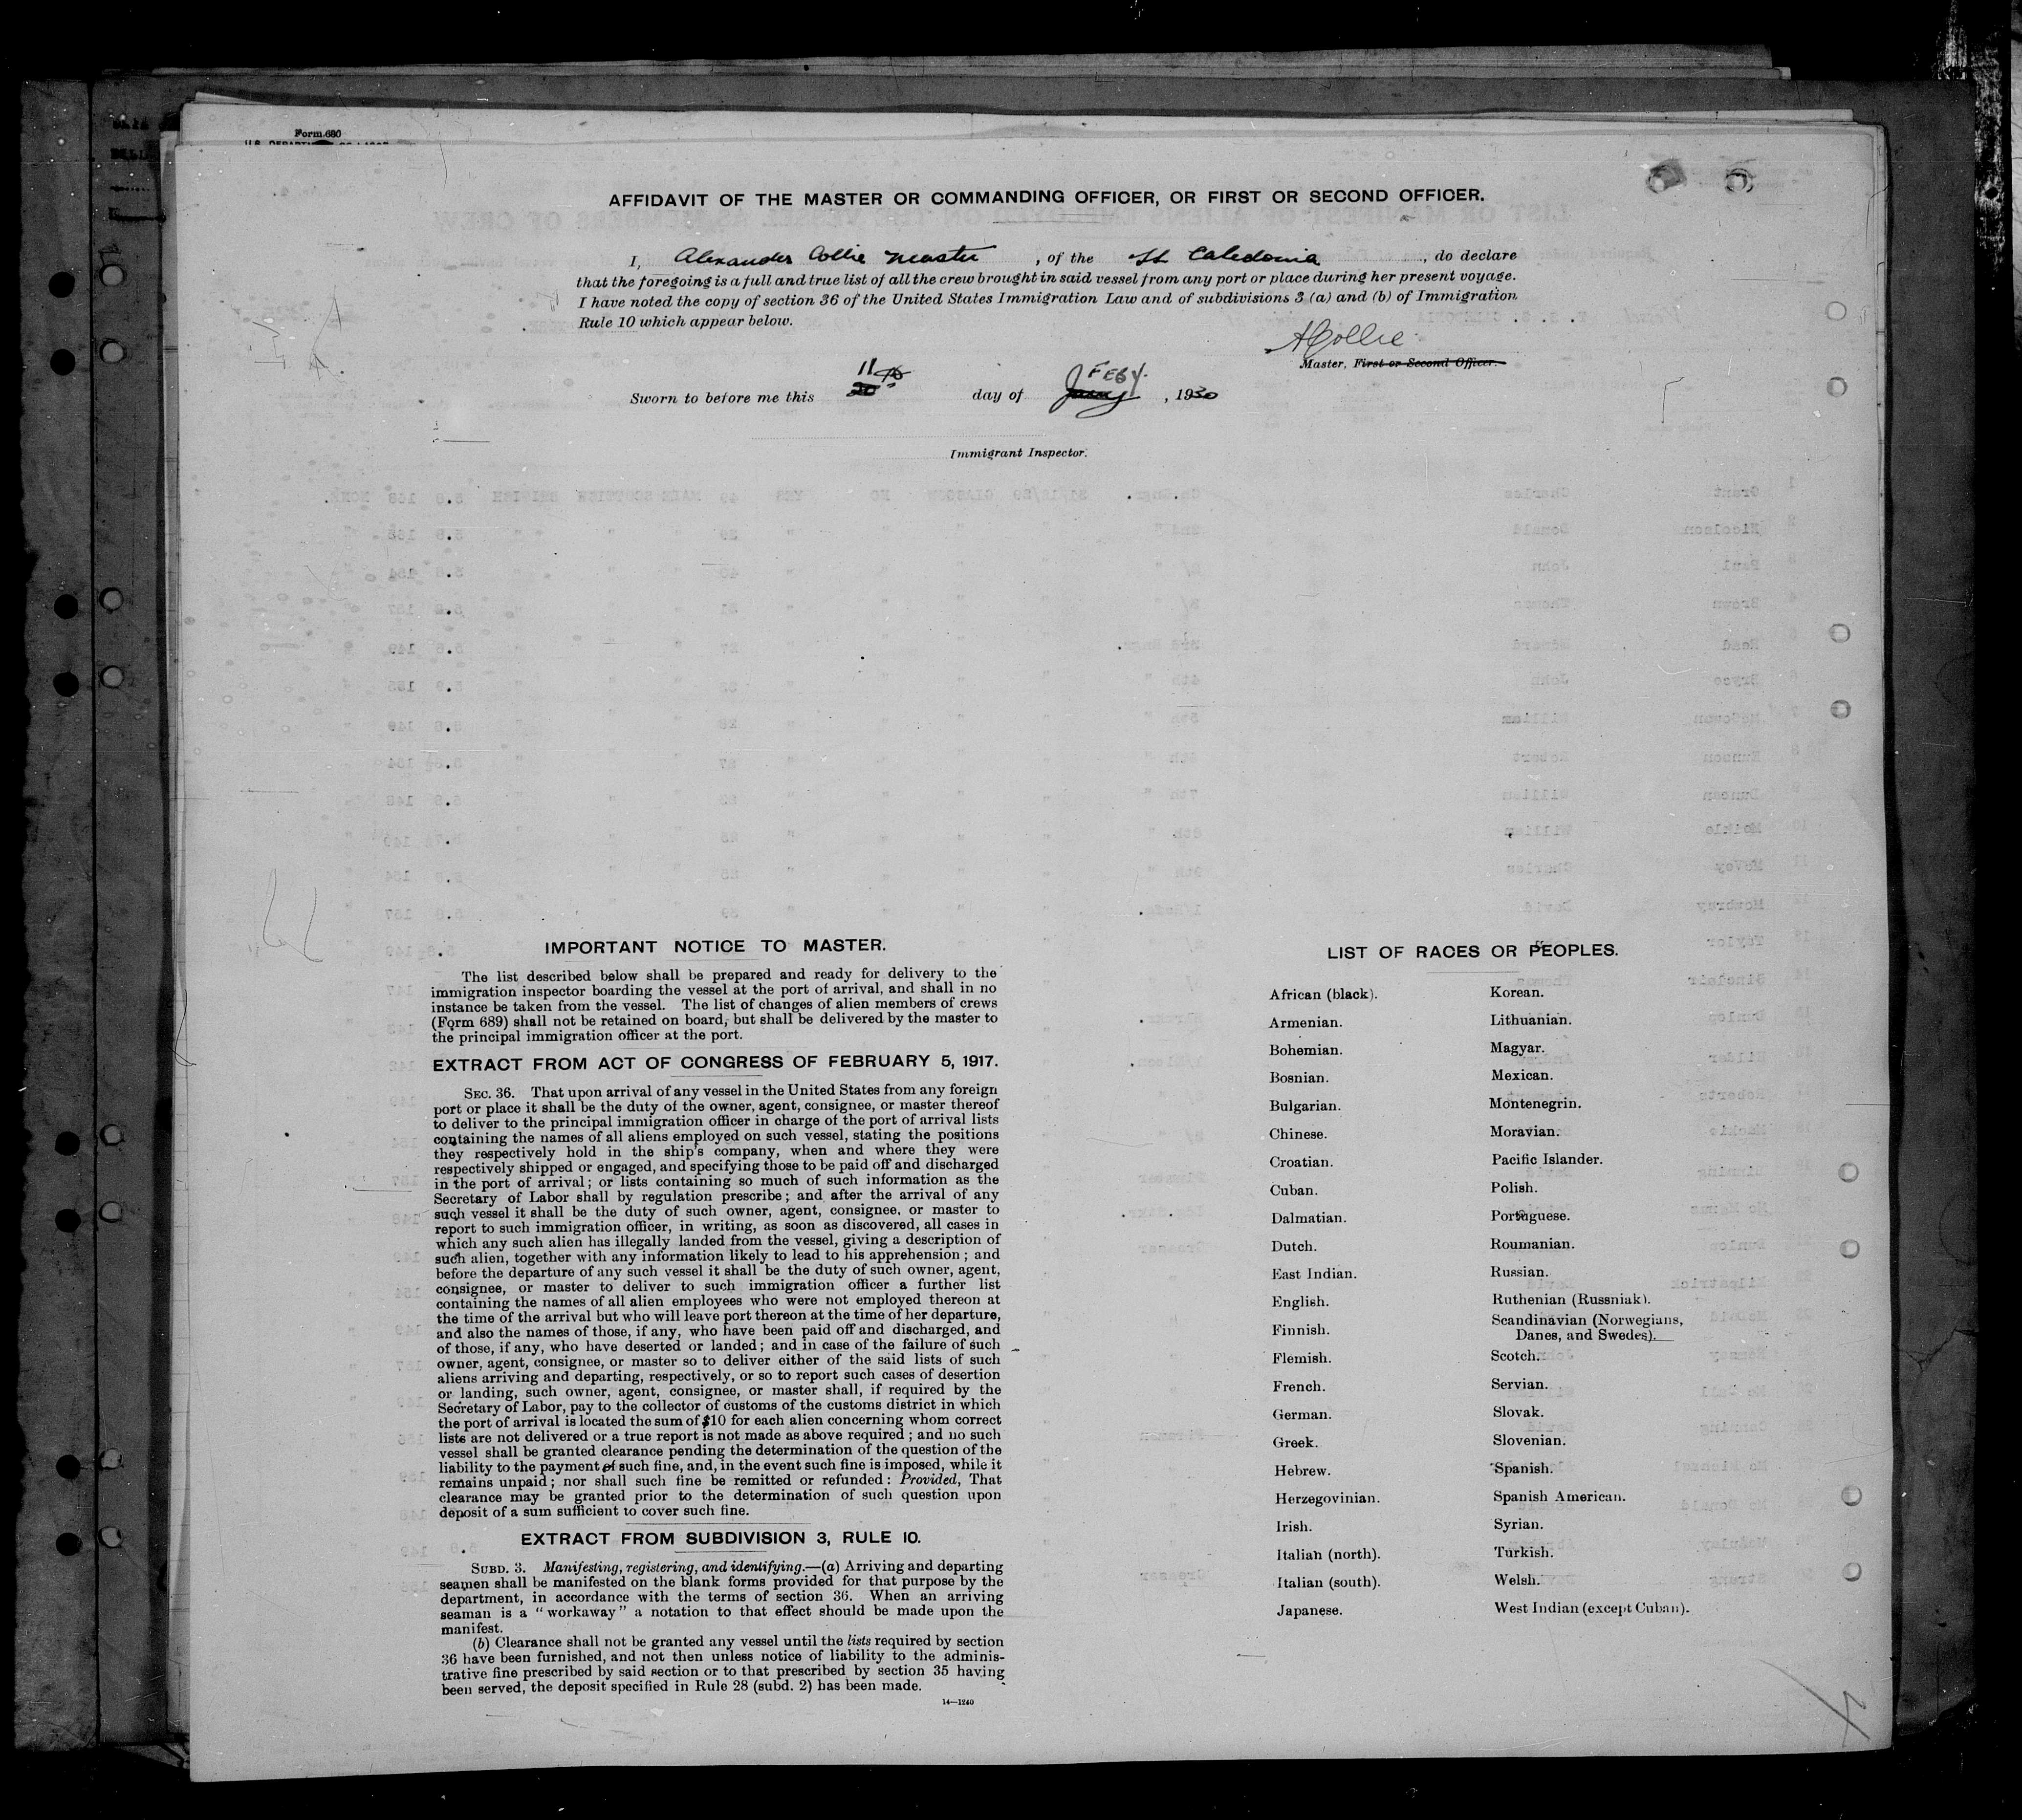 Form 680
AFFIDAVIT OF THE MASTER OR COMMANDING OFFICER, OR FIRST OR SECOND OFFICER.
I, Alexander Collie Master, of the SS Caledonia, do declare
that the foregoing is a full and true list of all the crew brought in said vessel from any port or place during her present voyage.
I have noted the copy of section 36 of the United States Immigration Law and of subdivisions 3 (a) and (b) of Immigration
Rule 10 which appear below.
A Collie
Master, First or Second Officer.
Sworn to before me this 11th day of FEBY., 1930
Immigrant Inspector.
IMPORTANT NOTICE TO MASTER.
The list described below shall be prepared and ready for delivery to the
immigration inspector boarding the vessel at the port of arrival, and shall in no
instance be taken from the vessel. The list of changes of alien members of crews
(Form 689) shall not be retained on board, but shall be delivered by the master to
the principal immigration officer at the port.
EXTRACT FROM ACT OF CONGRESS OF FEBRUARY 5, 1917.
SEC. 36. That upon arrival of any vessel in the United States from any foreign
port or place it shall be the duty of the owner, agent, consignee, or master thereof
to deliver to the principal immigration officer in charge of the port of arrival lists
containing the names of all aliens employed on such vessel, stating the positions
they respectively hold in the ship's company, when and where they were
respectively shipped or engaged, and specifying those to be paid off and discharged
in the port of arrival; or lists containing so much of such information as the
Secretary of Labor shall by regulation prescribe; and after the arrival of any
such vessel it shall be the duty of such owner, agent, consignee, or master to
report to such immigration officer, in writing, as soon as discovered, all cases in
which any such alien has illegally landed from the vessel, giving a description of
such alien, together with any information likely to lead to his apprehension; and
before the departure of any such vessel it shall be the duty of such owner, agent,
consignee, or master to deliver to such immigration officer a further list
containing the names of all alien employees who were not employed thereon at
the time of the arrival but who will leave port thereon at the time of her departure,
and also the names of those, if any, who have been paid off and discharged, and
of those, if any, who have deserted or landed; and in case of the failure of such
owner, agent, consignee, or master so to deliver either of the said lists of such
aliens arriving and departing, respectively, or so to report such cases of desertion
or landing, such owner, agent, consignee, or master shall, if required by the
Secretary of Labor, pay to the collector of customs of the customs district in which
the port of arrival is located the sum of $10 for each alien concerning whom correct
lists are not delivered or a true report is not made as above required; and no such
vessel shall be granted clearance pending the determination of the question of the
liability to the payment of such fine, and, in the event such fine is imposed, while it
remains unpaid; nor shall such fine be remitted or refunded: Provided, That
clearance may be granted prior to the determination of such question upon
deposit of a sum sufficient to cover such fine.
EXTRACT FROM SUBDIVISION 3, RULE 10.
SUBD. 3. Manifesting, registering, and identifying.—(a) Arriving and departing
seamen shall be manifested on the blank forms provided for that purpose by the
department, in accordance with the terms of section 36. When an arriving
seaman is a "workaway" a notation to that effect should be made upon the
manifest.
(b) Clearance shall not be granted any vessel until the lists required by section
36 have been furnished, and not then unless notice of liability to the adminis-
trative fine prescribed by said section or to that prescribed by section 35 having
been served, the deposit specified in Rule 28 (subd. 2) has been made.
14—1240
LIST OF RACES OR PEOPLES.
African (black).
Armenian.
Bohemian.
Bosnian.
Bulgarian.
Chinese.
Croatian.
Cuban.
Dalmatian.
Dutch.
East Indian.
English.
Finnish.
Flemish.
French.
German.
Greek.
Hebrew.
Herzegovinian.
Irish.
Italian (north).
Italian (south).
Japanese.
Korean.
Lithuanian.
Magyar.
Mexican.
Montenegrin.
Moravian.
Pacific Islander.
Polish.
Portuguese.
Roumanian.
Russian.
Ruthenian (Russniak).
Scandinavian (Norwegians,
Danes, and Swedes).
Scotch.
Servian.
Slovak.
Slovenian.
Spanish.
Spanish American.
Syrian.
Turkish.
Welsh.
West Indian (except Cuban).